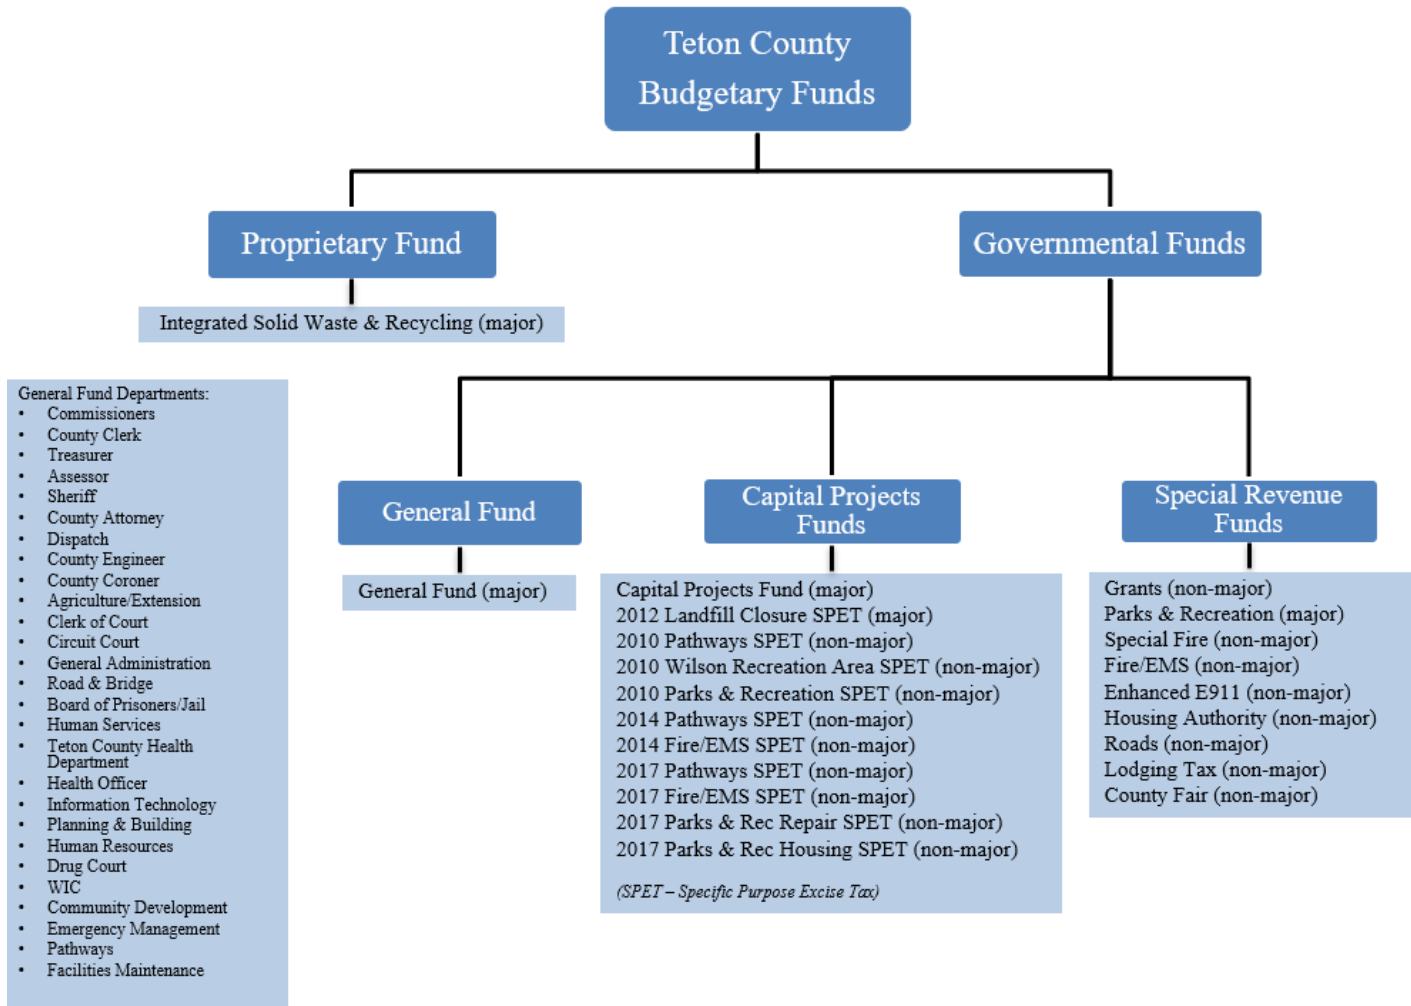 Teton County
Budgetary Funds
Proprietary Fund
Governmental Funds
Integrated Solid Waste & Recycling (major)
General Fund Departments:
• Commissioners
• County Clerk
• Treasurer
• Assessor
• Sheriff
• County Attorney
• Dispatch
• County Engineer
• County Coroner
• Agriculture/Extension
• Clerk of Court
• Circuit Court
• General Administration
• Road & Bridge
• Board of Prisoners/Jail
• Human Services
• Teton County Health
Department
• Health Officer
• Information Technology
• Planning & Building
• Human Resources
• Drug Court
• WIC
• Community Development
• Emergency Management
• Pathways
• Facilities Maintenance
General Fund
General Fund (major)
Capital Projects
Funds
Capital Projects Fund (major)
2012 Landfill Closure SPET (major)
2010 Pathways SPET (non-major)
2010 Wilson Recreation Area SPET (non-major)
2010 Parks & Recreation SPET (non-major)
2014 Pathways SPET (non-major)
2014 Fire/EMS SPET (non-major)
2017 Pathways SPET (non-major)
2017 Fire/EMS SPET (non-major)
2017 Parks & Rec Repair SPET (non-major)
2017 Parks & Rec Housing SPET (non-major)
(SPET – Specific Purpose Excise Tax)
Special Revenue
Funds
Grants (non-major)
Parks & Recreation (major)
Special Fire (non-major)
Fire/EMS (non-major)
Enhanced E911 (non-major)
Housing Authority (non-major)
Roads (non-major)
Lodging Tax (non-major)
County Fair (non-major)